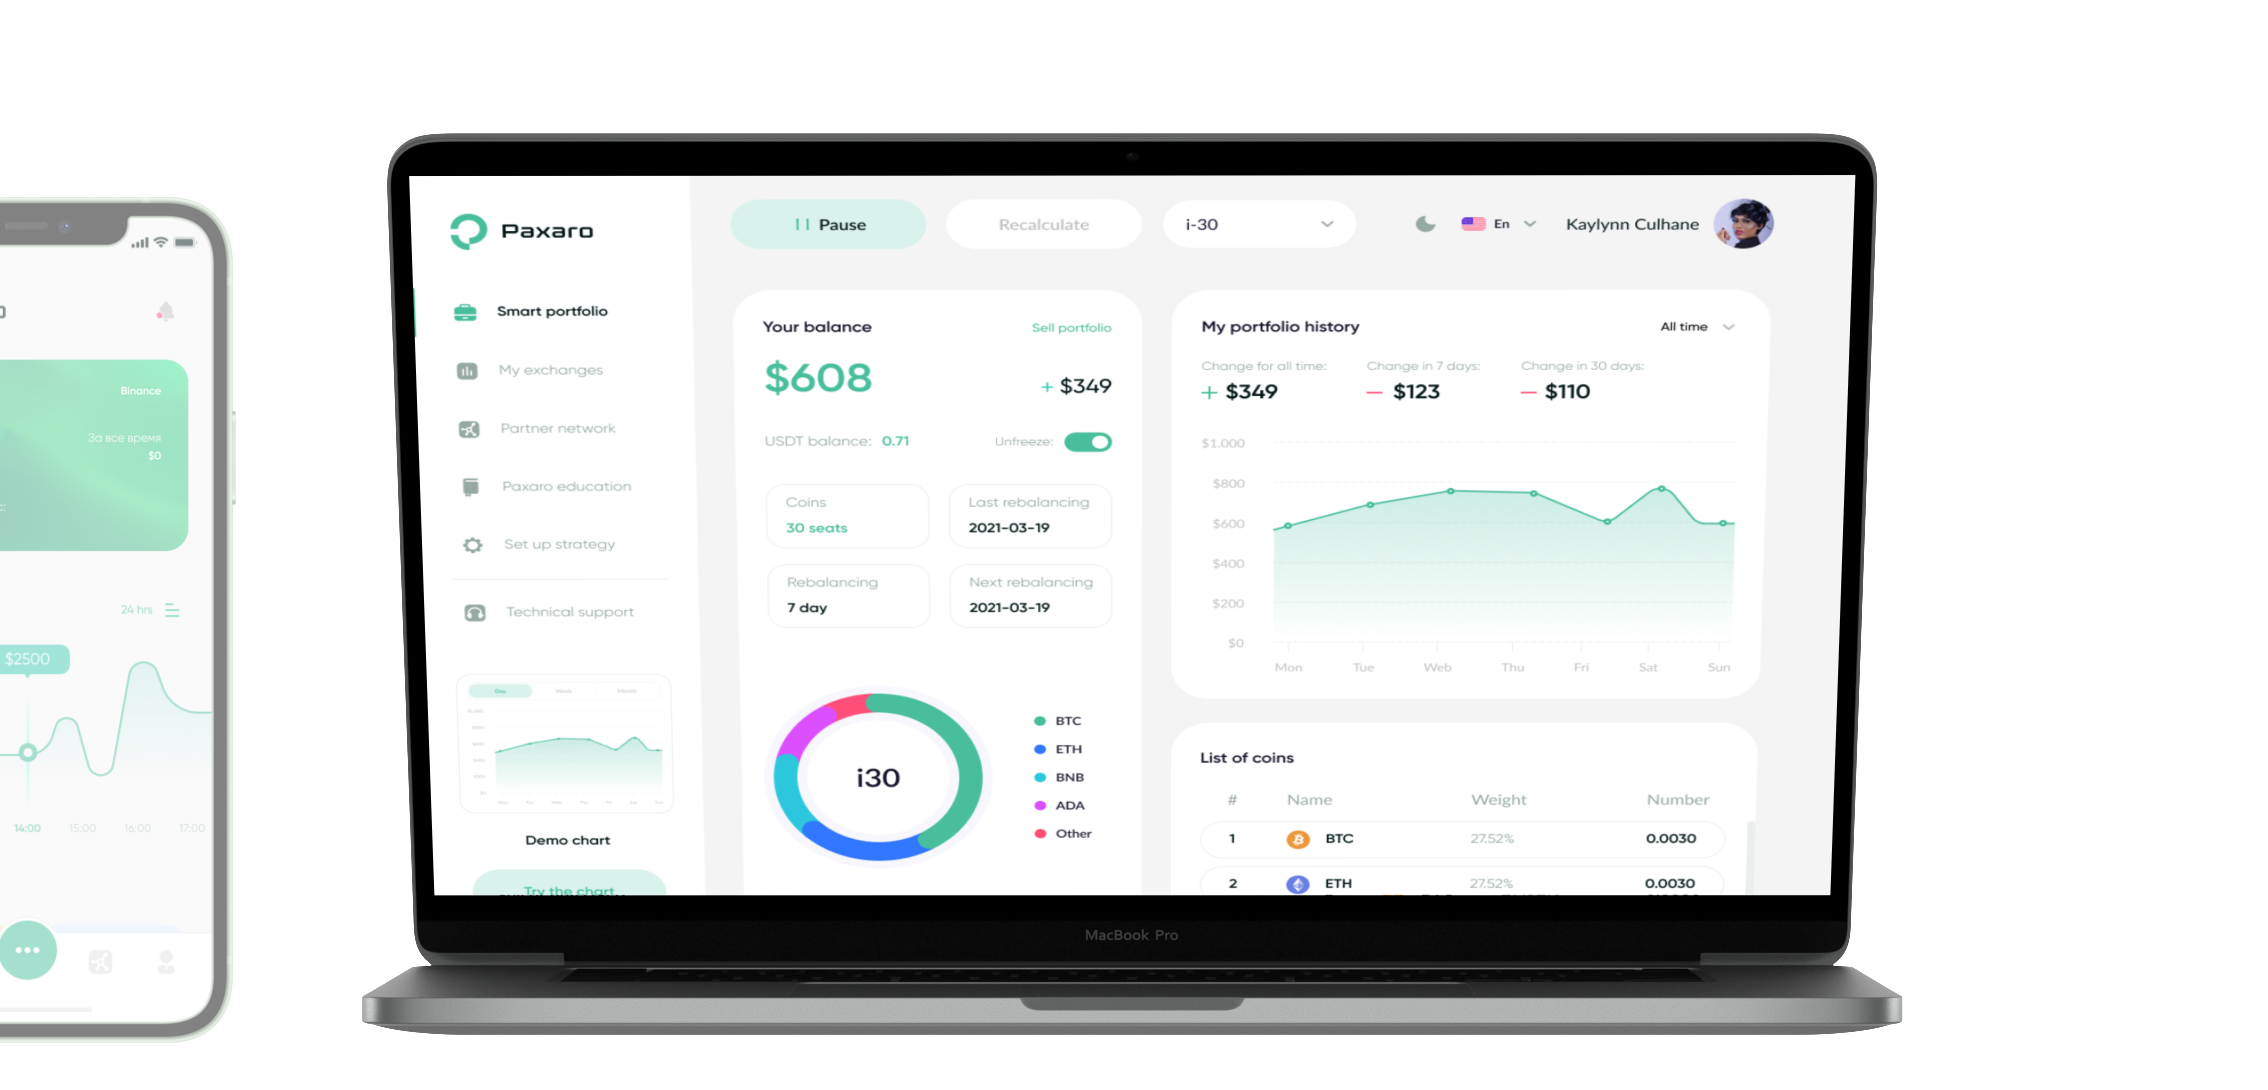 Binance
За все время
$0
24 hrs
$2500
14:00 15:00 16:00 17:00
Paxaro
Smart portfolio
My exchanges
Partner network
Paxaro education
Set up strategy
Technical support
Day Week Month
Demo chart
Try the chart
Pause
Recalculate
i-30
En
Kaylynn Culhane
Your balance
Sell portfolio
$608
+ $349
USDT balance: 0.71
Unfreeze:
Coins
30 seats
Last rebalancing
2021-03-19
Rebalancing
7 day
Next rebalancing
2021-03-19
i30
BTC
ETH
BNB
ADA
Other
My portfolio history
All time
Change for all time:
+ $349
Change in 7 days:
— $123
Change in 30 days:
— $110
$1.000
$800
$600
$400
$200
$0
Mon Tue Web Thu Fri Sat Sun
List of coins
# Name Weight Number
1 BTC 27.52% 0.0030
2 ETH 27.52% 0.0030
MacBook Pro